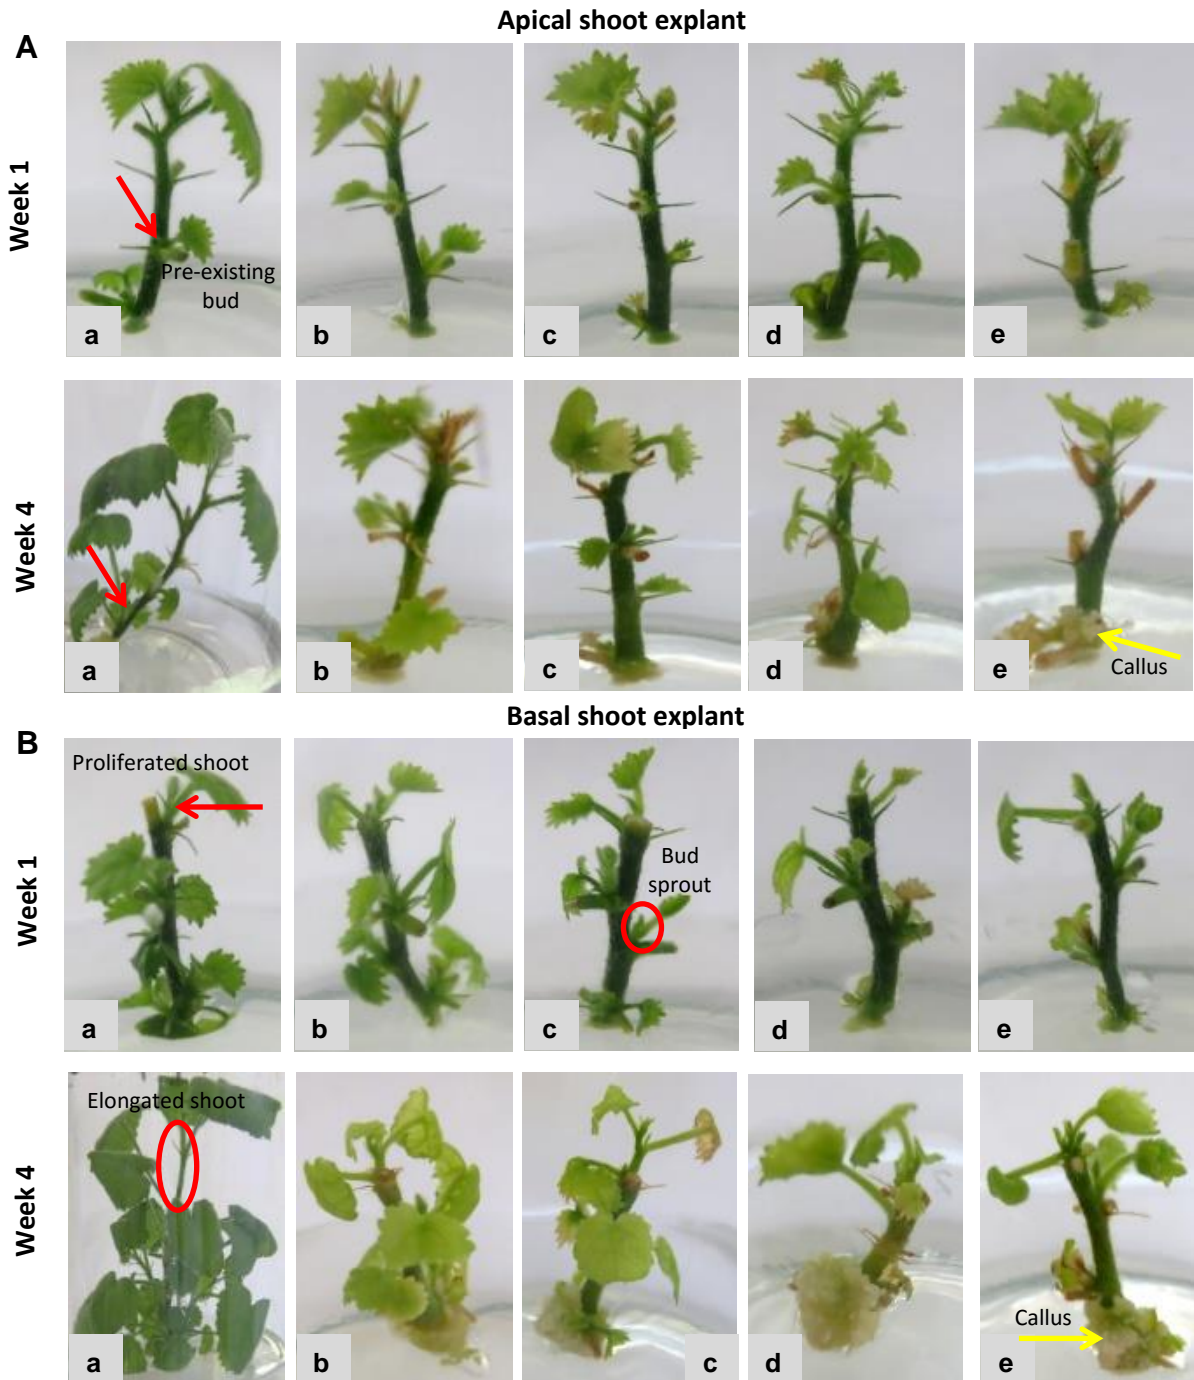 Apical shoot explant
A
Week 1
Pre-existing
bud
a
b
c
d
e
Week 4
a
b
c
d
e
Callus
Basal shoot explant
B
Week 1
Proliferated shoot
Bud
sprout
a
b
c
d
e
Week 4
Elongated shoot
Callus
a
b
c
d
e